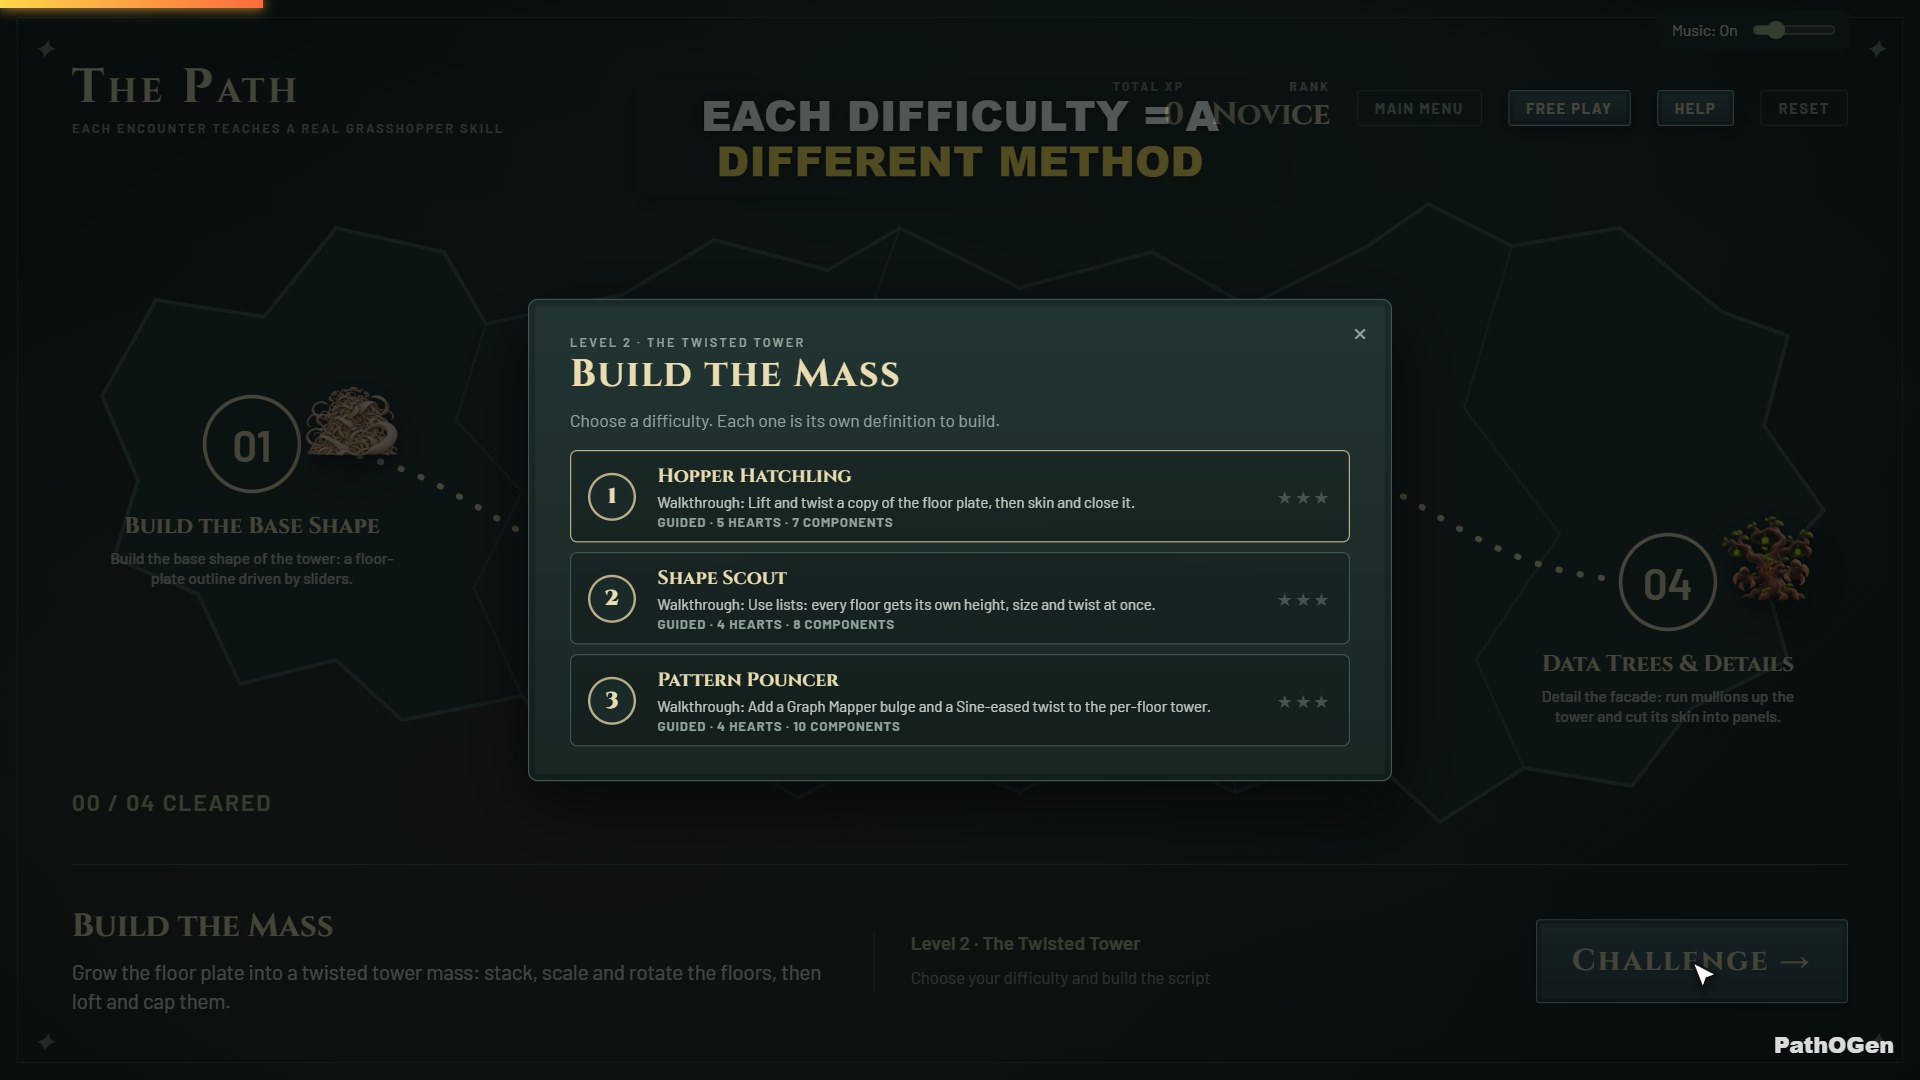 Music: On
THE PATH
EACH ENCOUNTER TEACHES A REAL GRASSHOPPER SKILL
TOTAL XP
0
RANK
NOVICE
MAIN MENU
FREE PLAY
HELP
RESET
EACH DIFFICULTY = A
DIFFERENT METHOD
LEVEL 2 · THE TWISTED TOWER
BUILD THE MASS
×
Choose a difficulty. Each one is its own definition to build.
1
HOPPER HATCHLING
Walkthrough: Lift and twist a copy of the floor plate, then skin and close it.
GUIDED · 5 HEARTS · 7 COMPONENTS
★★★
2
SHAPE SCOUT
Walkthrough: Use lists: every floor gets its own height, size and twist at once.
GUIDED · 4 HEARTS · 8 COMPONENTS
★★★
3
PATTERN POUNCER
Walkthrough: Add a Graph Mapper bulge and a Sine-eased twist to the per-floor tower.
GUIDED · 4 HEARTS · 10 COMPONENTS
★★★
01
BUILD THE BASE SHAPE
Build the base shape of the tower: a floor-
plate outline driven by sliders.
04
DATA TREES & DETAILS
Detail the facade: run mullions up the
tower and cut its skin into panels.
00 / 04 CLEARED
BUILD THE MASS
Grow the floor plate into a twisted tower mass: stack, scale and rotate the floors, then
loft and cap them.
Level 2 · The Twisted Tower
Choose your difficulty and build the script
CHALLENGE →
PathOGen